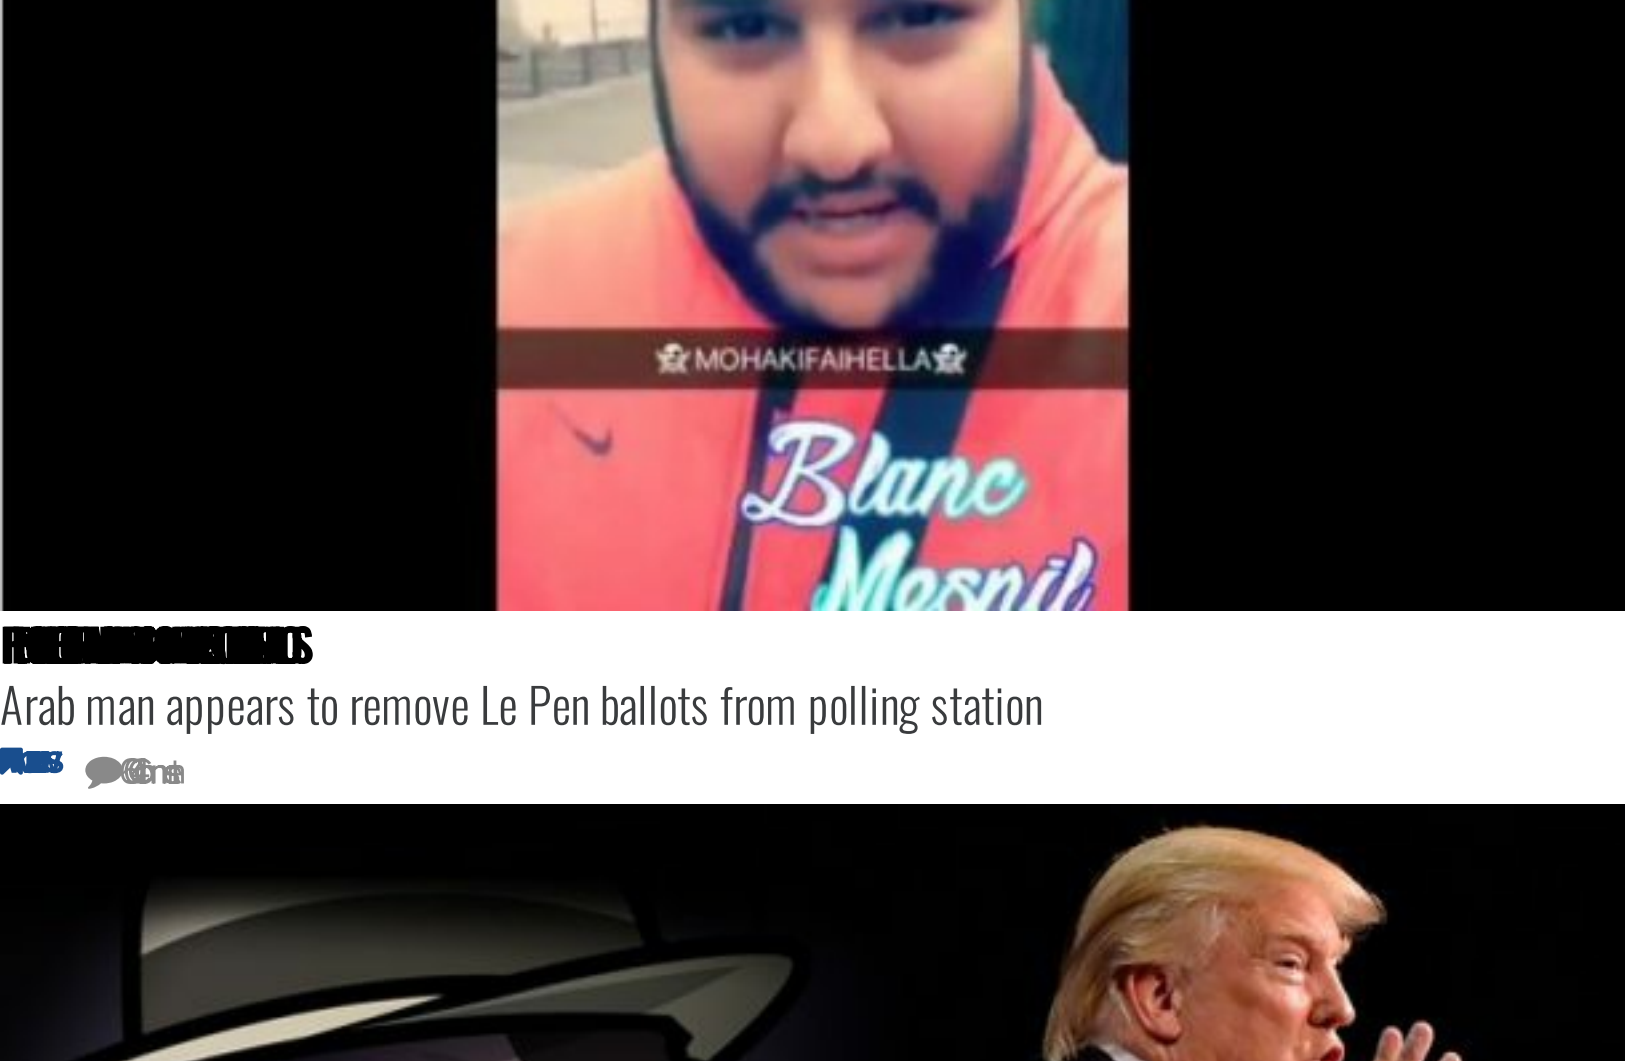 MOHAKIFAIHELLA
Blanc
Mesnil
Arab man appears to remove Le Pen ballots from polling station